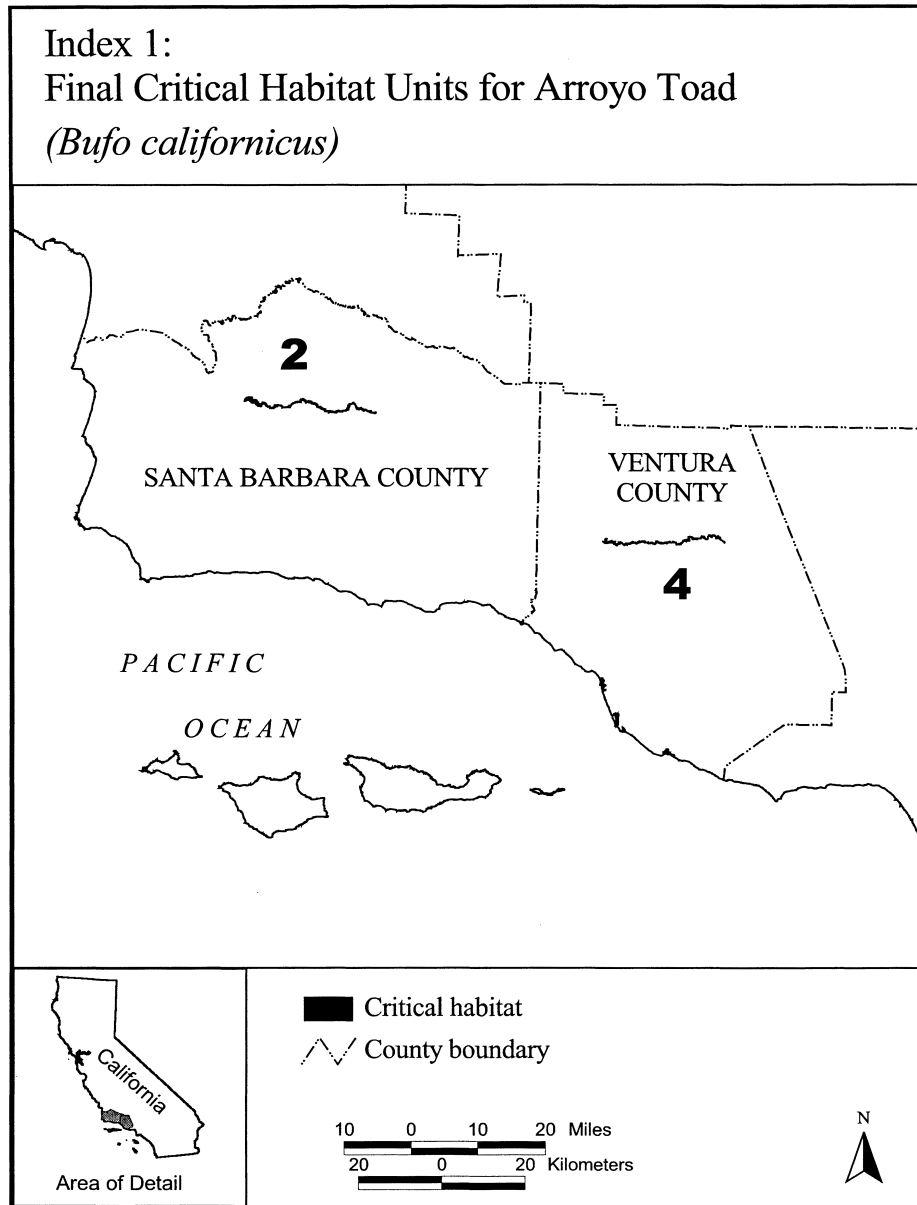 Index 1:
Final Critical Habitat Units for Arroyo Toad
(Bufo californicus)
2
SANTA BARBARA COUNTY
VENTURA
COUNTY
4
PACIFIC
OCEAN
California
Area of Detail
Critical habitat
County boundary
10 0 10 20 Miles
20 0 20 Kilometers
N